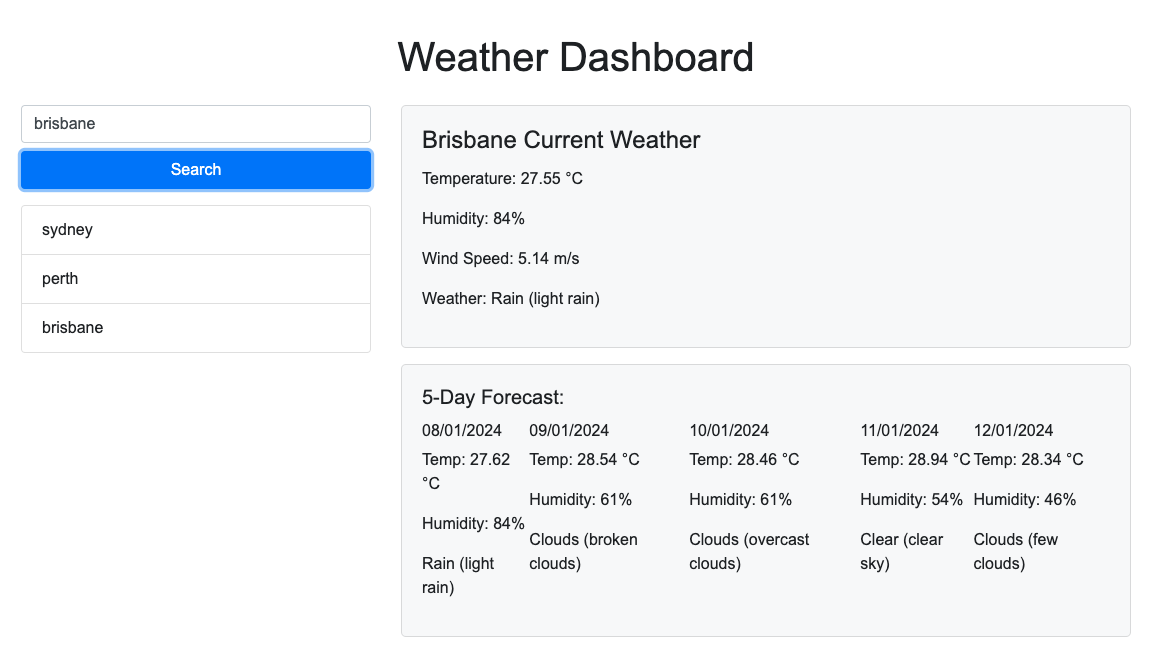 Weather Dashboard
brisbane
Search
sydney
perth
brisbane
Brisbane Current Weather
Temperature: 27.55 °C
Humidity: 84%
Wind Speed: 5.14 m/s
Weather: Rain (light rain)
5-Day Forecast:
08/01/2024
Temp: 27.62
°C
Humidity: 84%
Rain (light
rain)
09/01/2024
Temp: 28.54 °C
Humidity: 61%
Clouds (broken
clouds)
10/01/2024
Temp: 28.46 °C
Humidity: 61%
Clouds (overcast
clouds)
11/01/2024
Temp: 28.94 °C
Humidity: 54%
Clear (clear
sky)
12/01/2024
Temp: 28.34 °C
Humidity: 46%
Clouds (few
clouds)